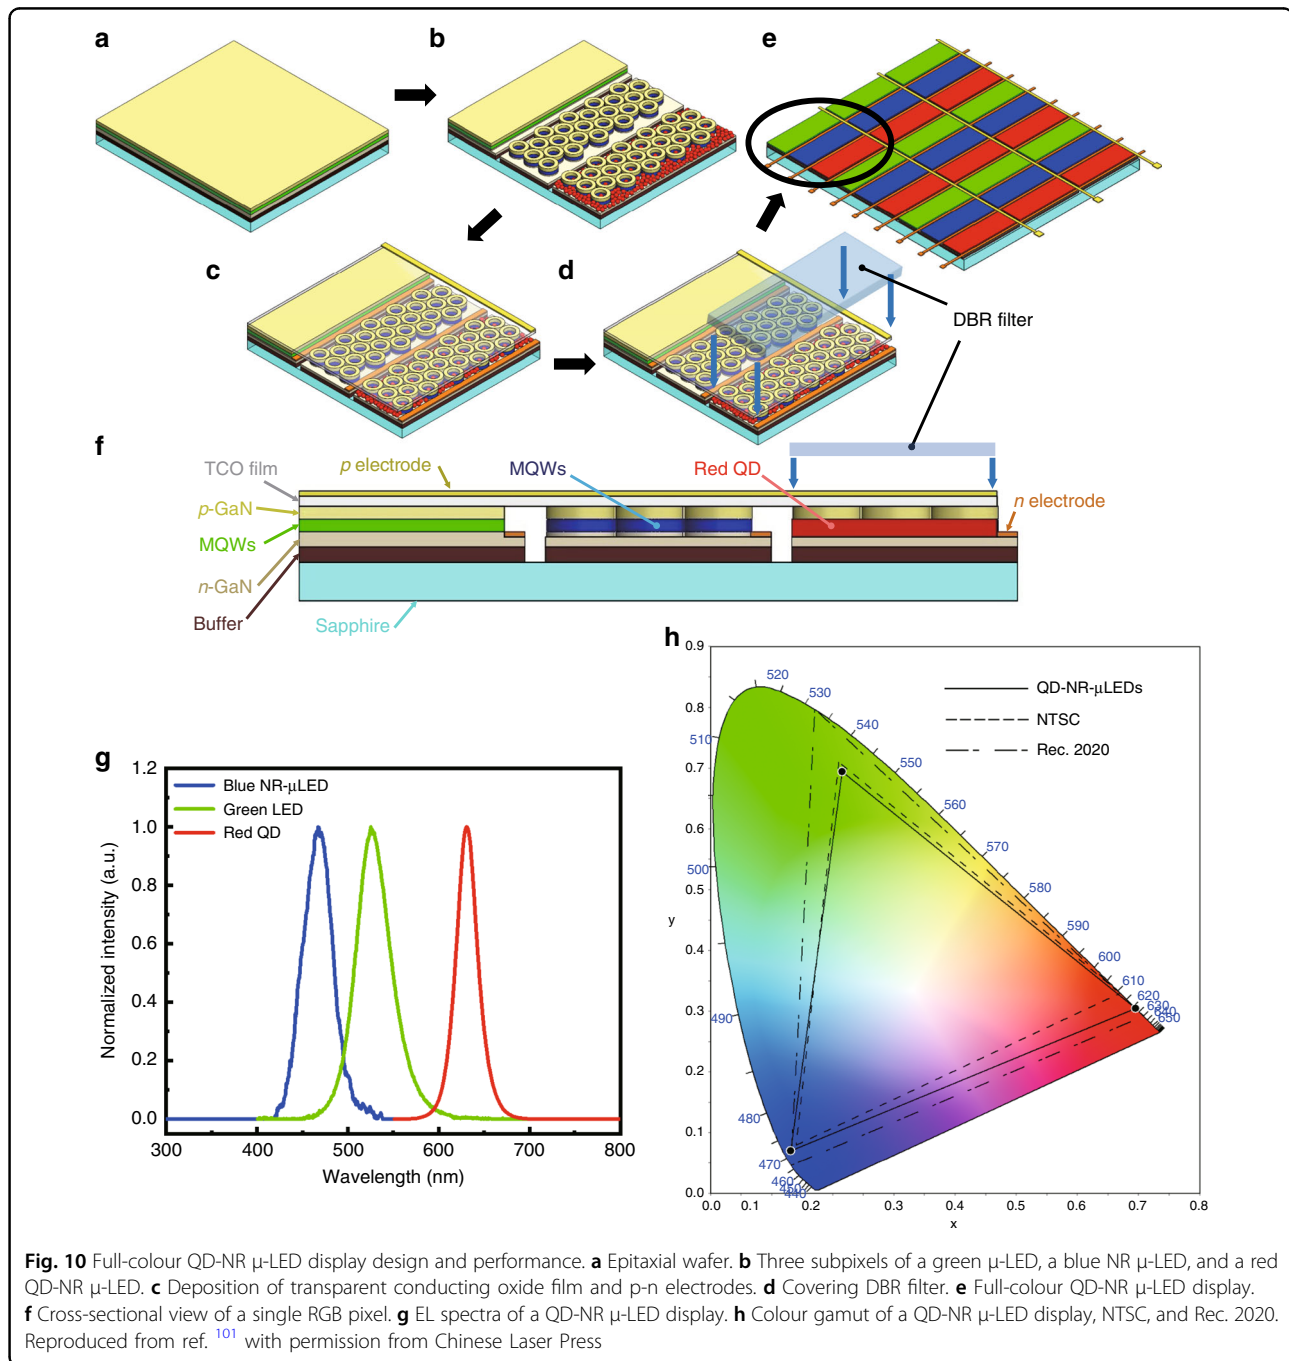 a
b
e
c
d
DBR filter
f
TCO film
p electrode
MQWs
Red QD
n electrode
p-GaN
MQWs
n-GaN
Buffer
Sapphire
g
1.2
1.0
0.8
0.6
0.4
0.2
0.0
Normalized intensity (a.u.)
Blue NR-μLED
Green LED
Red QD
300 400 500 600 700 800
Wavelength (nm)
h
0.9
0.8
0.7
0.6
0.5
0.4
0.3
0.2
0.1
0.0
y
QD-NR-μLEDs
NTSC
Rec. 2020
520
530
540
510
550
560
570
500
580
590
600
610
620
630
640
650
490
480
470
460
450
440
0.0 0.1 0.2 0.3 0.4 0.5 0.6 0.7 0.8
x
Fig. 10 Full-colour QD-NR μ-LED display design and performance. a Epitaxial wafer. b Three subpixels of a green μ-LED, a blue NR μ-LED, and a red
QD-NR μ-LED. c Deposition of transparent conducting oxide film and p-n electrodes. d Covering DBR filter. e Full-colour QD-NR μ-LED display.
f Cross-sectional view of a single RGB pixel. g EL spectra of a QD-NR μ-LED display. h Colour gamut of a QD-NR μ-LED display, NTSC, and Rec. 2020.
Reproduced from ref. 101 with permission from Chinese Laser Press